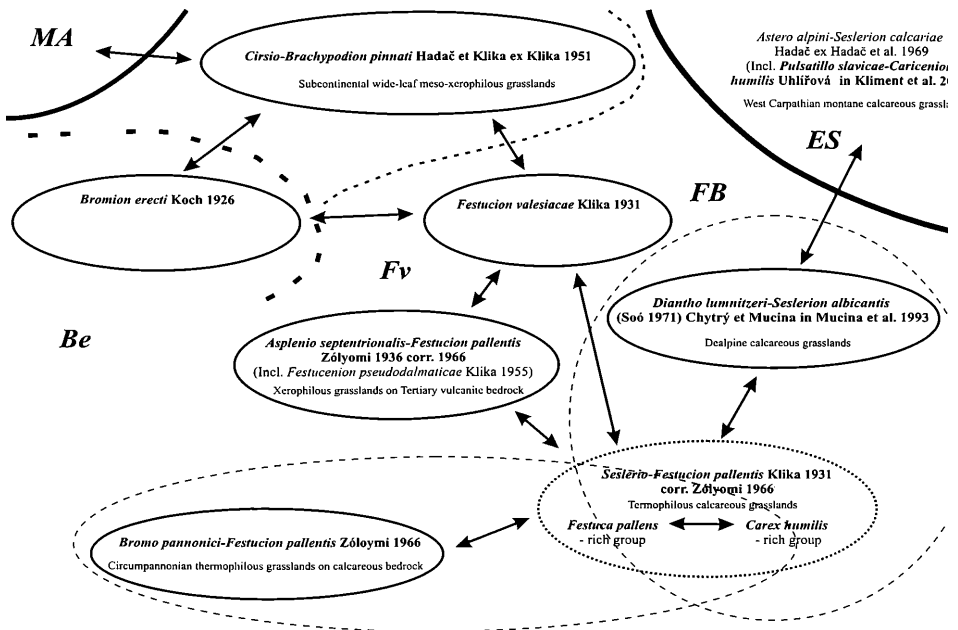 MA
Cirsio-Brachypodion pinnati Hadač et Klika ex Klika 1951
Subcontinental wide-leaf meso-xerophilous grasslands
Astero alpini-Seslerion calcariae
Hadač ex Hadač et al. 1969
(Incl. Pulsatillo slavicae-Caricenion
humilis Uhlířová in Kliment et al. 20
West Carpathian montane calcareous grassla
ES
Bromion erecti Koch 1926
Festucion valesiacae Klika 1931
FB
Fv
Be
Diantho lumnitzeri-Seslerion albicantis
(Soó 1971) Chytrý et Mucina in Mucina et al. 1993
Dealpine calcareous grasslands
Asplenio septentrionalis-Festucion pallentis
Zólyomi 1936 corr. 1966
(Incl. Festucenion pseudodalmaticae Klika 1955)
Xerophilous grasslands on Tertiary vulcanite bedrock
Seslerio-Festucion pallentis Klika 1931
corr. Zólyomi 1966
Termophilous calcareous grasslands
Festuca pallens
- rich group
Carex humilis
- rich group
Bromo pannonici-Festucion pallentis Zóloymi 1966
Circumpannonian thermophilous grasslands on calcareous bedrock